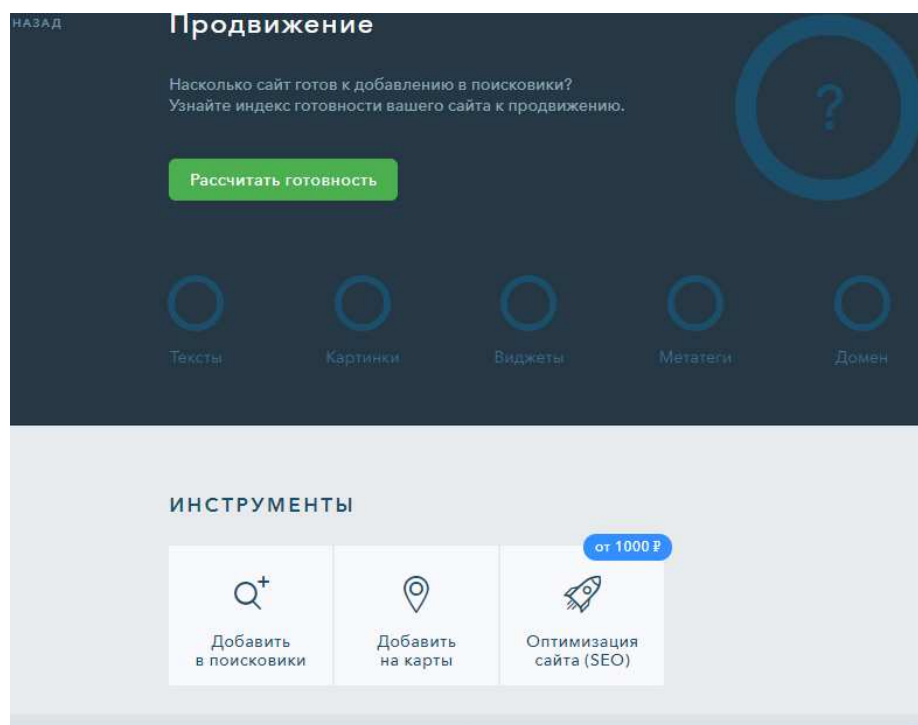 НАЗАД
Продвижение
Насколько сайт готов к добавлению в поисковики?
Узнайте индекс готовности вашего сайта к продвижению.
?
Рассчитать готовность
Тексты
Картинки
Виджеты
Метатеги
Домен
ИНСТРУМЕНТЫ
от 1000 ₽
Добавить
в поисковики
Добавить
на карты
Оптимизация
сайта (SEO)